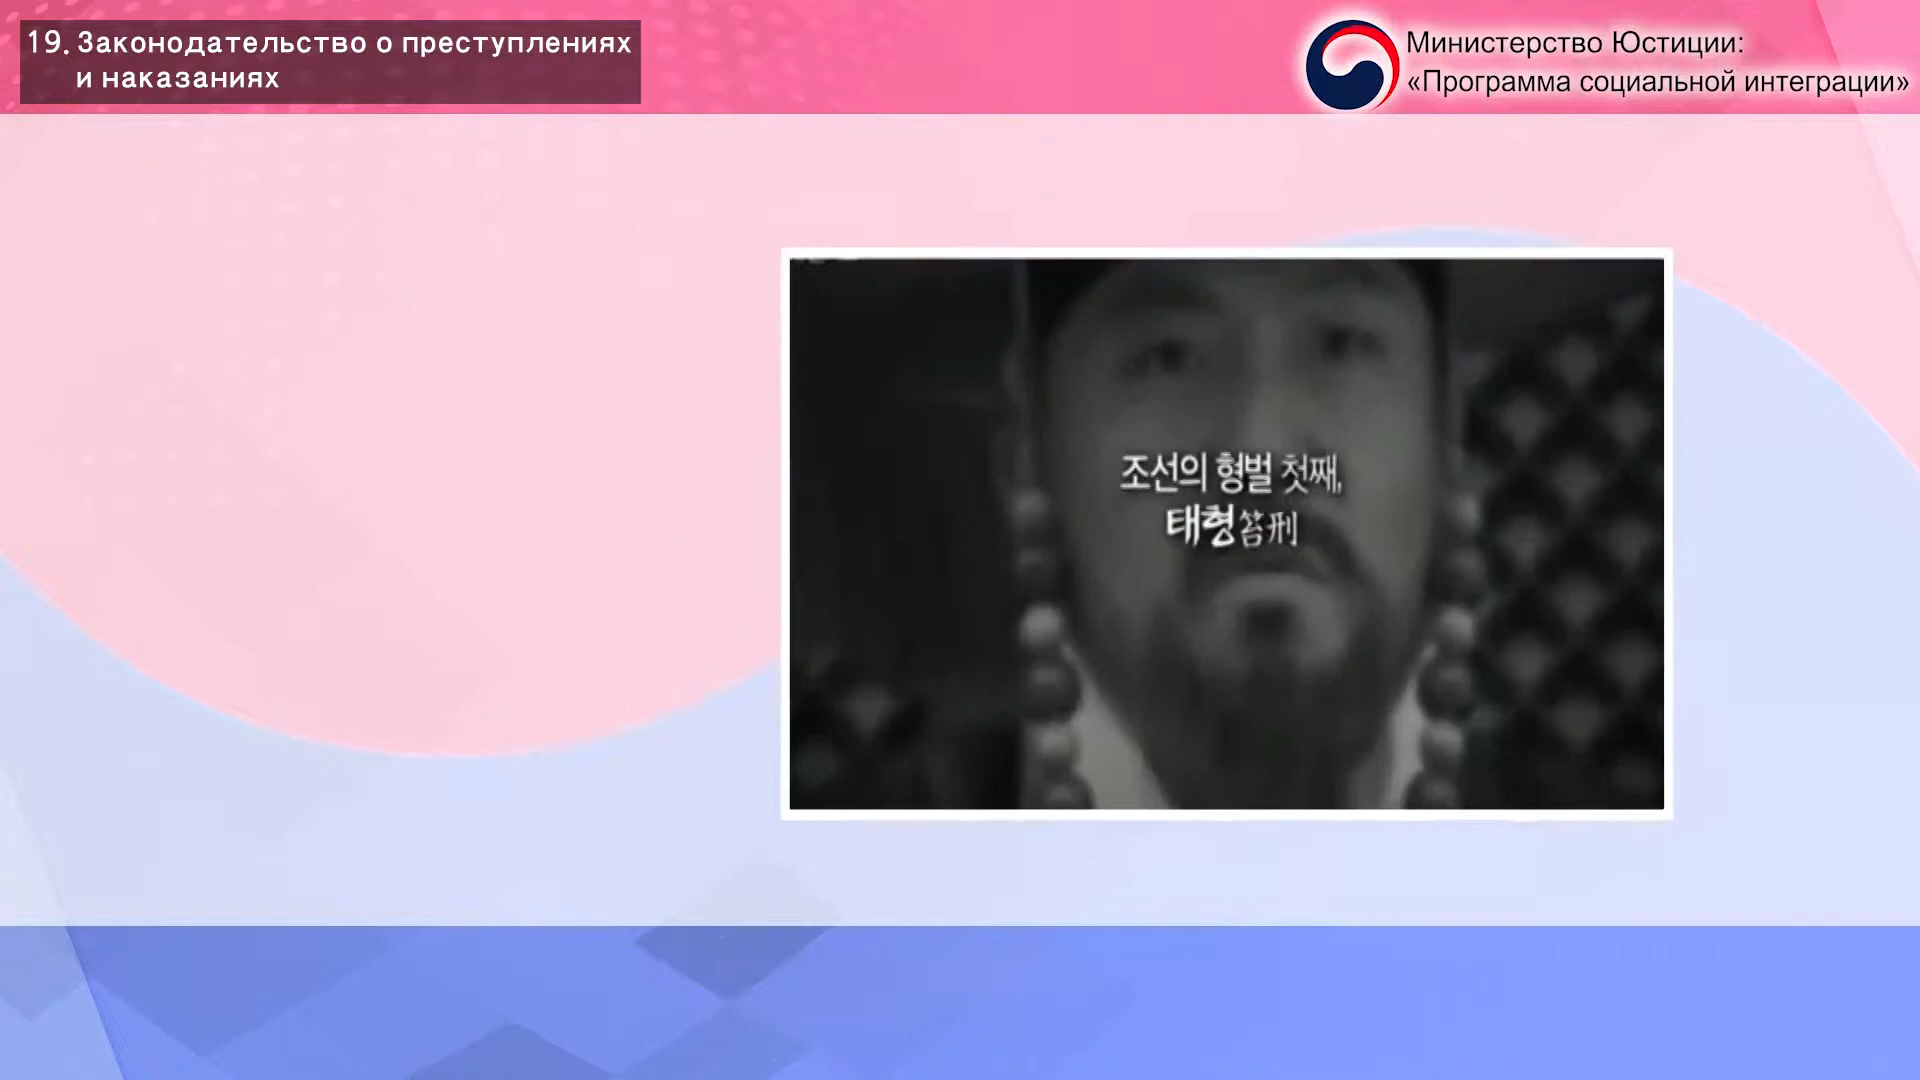 19. Законодательство о преступлениях
и наказаниях
Министерство Юстиции:
«Программа социальной интеграции»
조선의 형벌 첫째,
태형笞刑